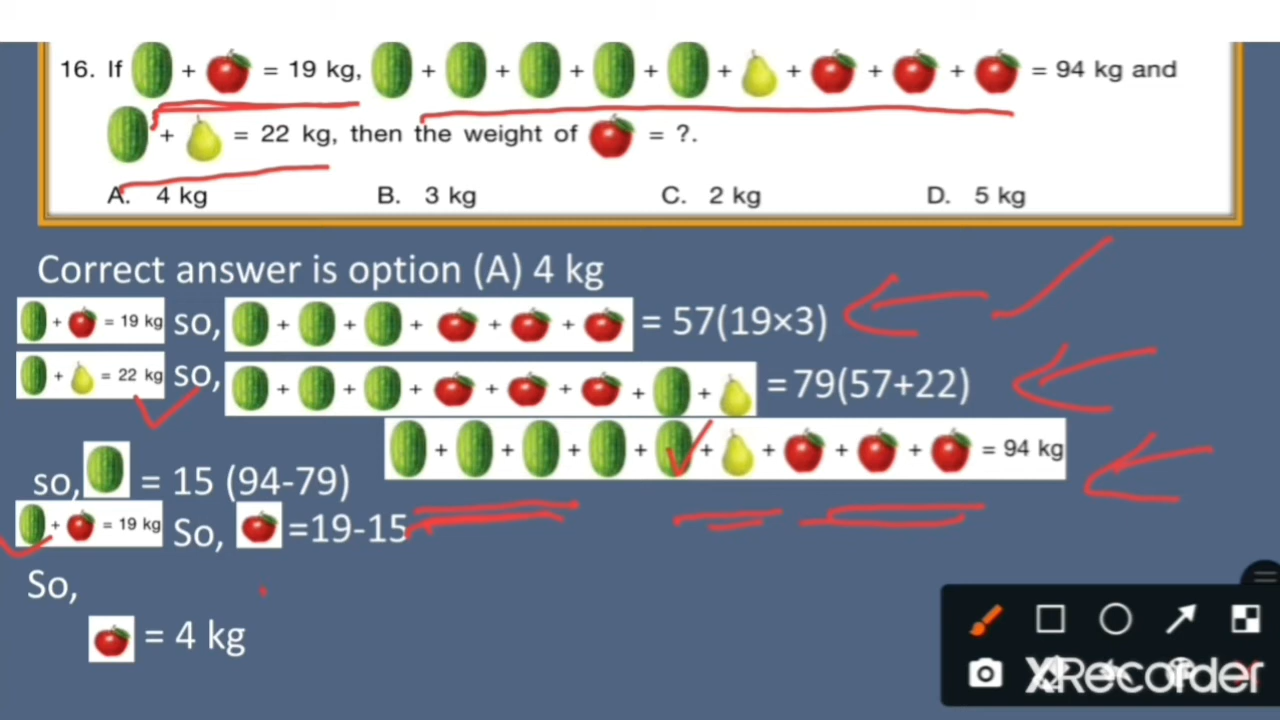 16. If + = 19 kg, + + + + + + + = 94 kg and
+ = 22 kg, then the weight of = ?.
A. 4 kg B. 3 kg C. 2 kg D. 5 kg
Correct answer is option (A) 4 kg
+ = 19 kg so, + + + + + = 57(19×3)
+ = 22 kg so, + + + + + + + = 79(57+22)
+ + + + + + + + = 94 kg
so, = 15 (94-79)
+ = 19 kg So, =19-15
So,
= 4 kg
XRecorder